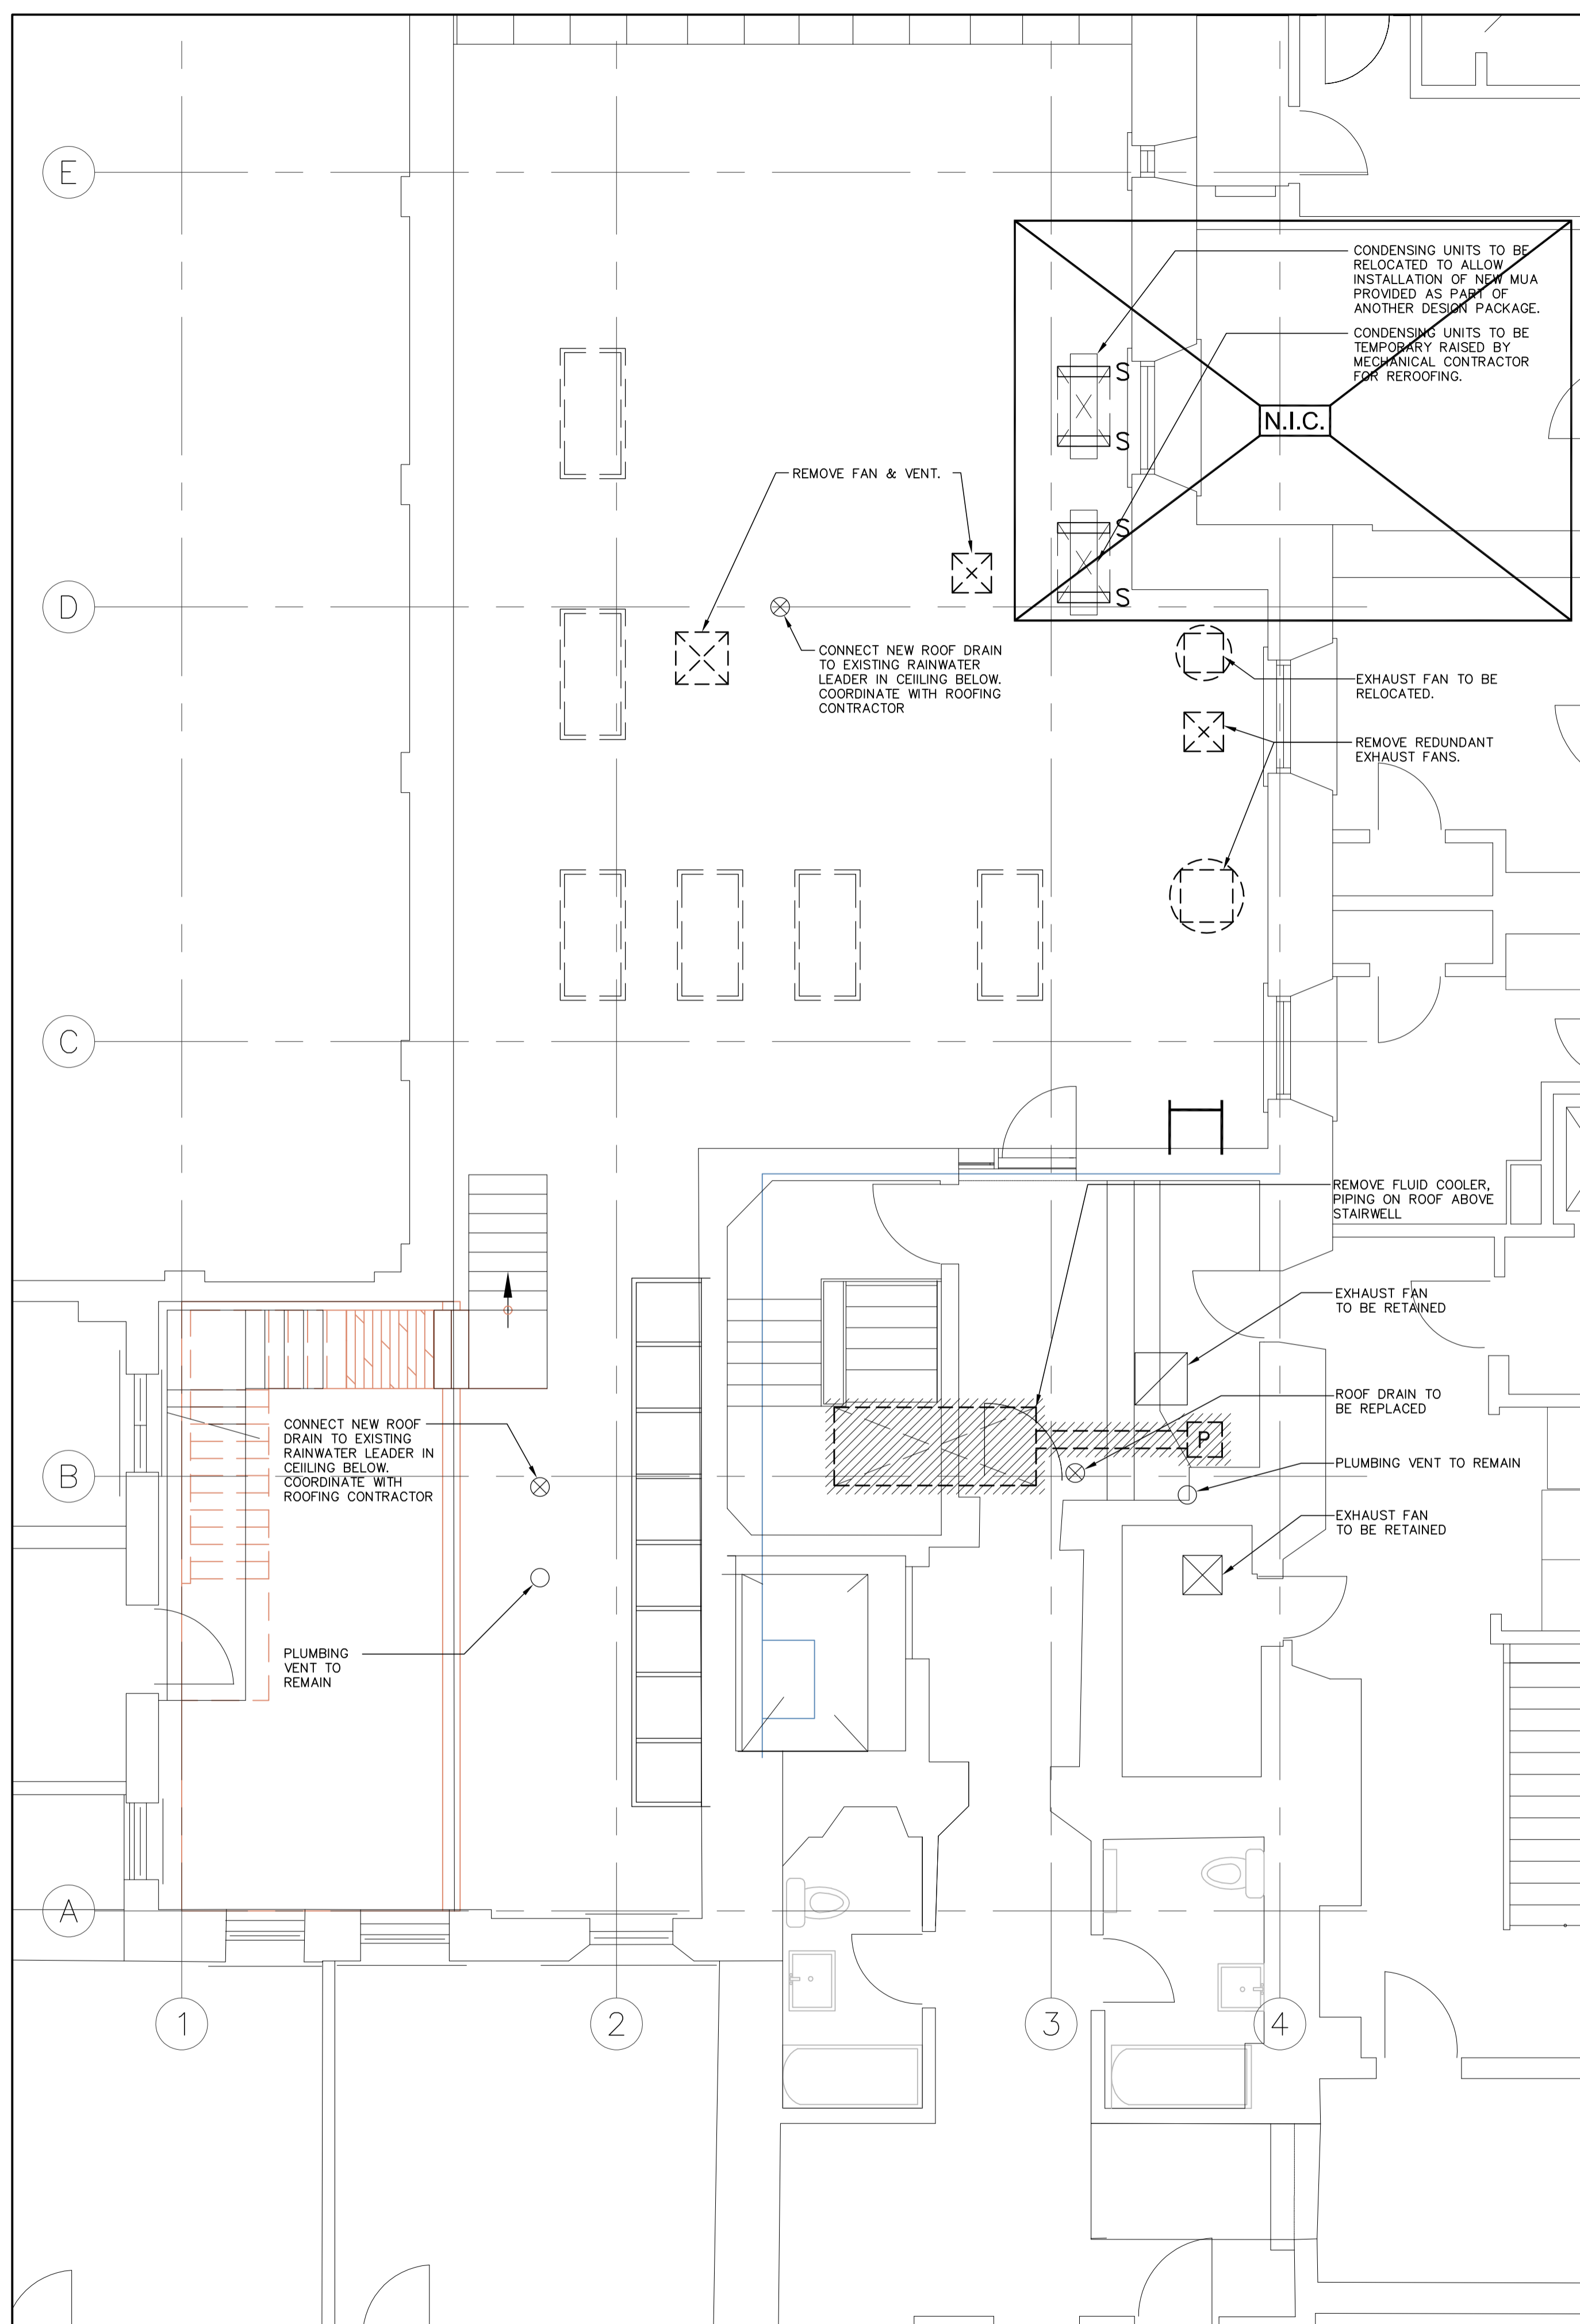 E
CONDENSING UNITS TO BE
RELOCATED TO ALLOW
INSTALLATION OF NEW MUA
PROVIDED AS PART OF
ANOTHER DESIGN PACKAGE.
CONDENSING UNITS TO BE
TEMPORARY RAISED BY
MECHANICAL CONTRACTOR
FOR REROOFING.
S
S
N.I.C.
REMOVE FAN & VENT.
S
S
D
CONNECT NEW ROOF DRAIN
TO EXISTING RAINWATER
LEADER IN CEIILING BELOW.
COORDINATE WITH ROOFING
CONTRACTOR
EXHAUST FAN TO BE
RELOCATED.
REMOVE REDUNDANT
EXHAUST FANS.
C
REMOVE FLUID COOLER,
PIPING ON ROOF ABOVE
STAIRWELL
EXHAUST FAN
TO BE RETAINED
ROOF DRAIN TO
BE REPLACED
CONNECT NEW ROOF
DRAIN TO EXISTING
RAINWATER LEADER IN
CEIILING BELOW.
COORDINATE WITH
ROOFING CONTRACTOR
P
B
PLUMBING VENT TO REMAIN
EXHAUST FAN
TO BE RETAINED
PLUMBING
VENT TO
REMAIN
A
1
2
3
4